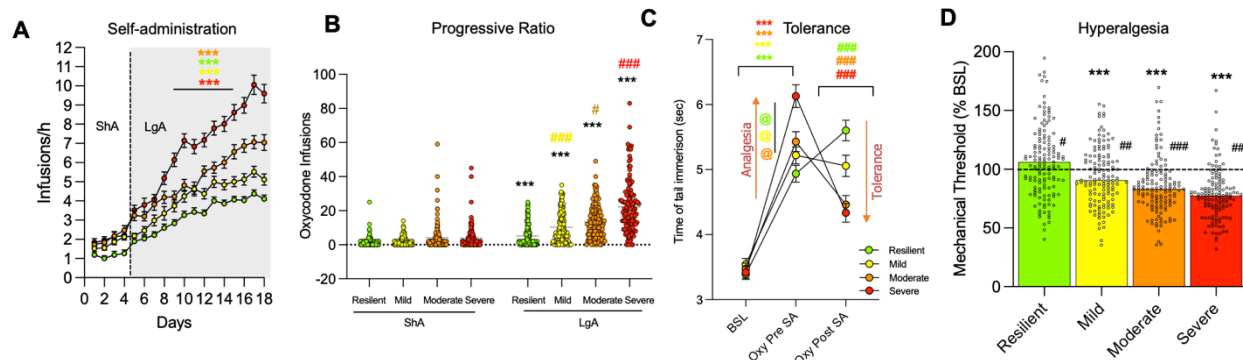 A
Self-administration
***
***
***
***
ShA
LgA
Infusions/h
12
11
10
9
8
7
6
5
4
3
2
1
0
0 2 4 6 8 10 12 14 16 18
Days
B
Progressive Ratio
Oxycodone Infusions
100
80
60
40
20
0
-20
***
###
***
#
***
###
***
Resilent Mild Moderate Severe
ShA
Resilent Mild Moderate Severe
LgA
C
Tolerance
***
***
***
***
###
###
###
Time of tail immerison (sec)
7
6
5
4
3
Analgesia
@
@
@
Tolerance
Resilient
Mild
Moderate
Severe
BSL
Oxy Pre SA
Oxy Post SA
D
Hyperalgesia
Mechanical Threshold (% BSL)
200
150
100
50
0
***
***
***
#
##
###
##
Resilient
Mild
Moderate
Severe